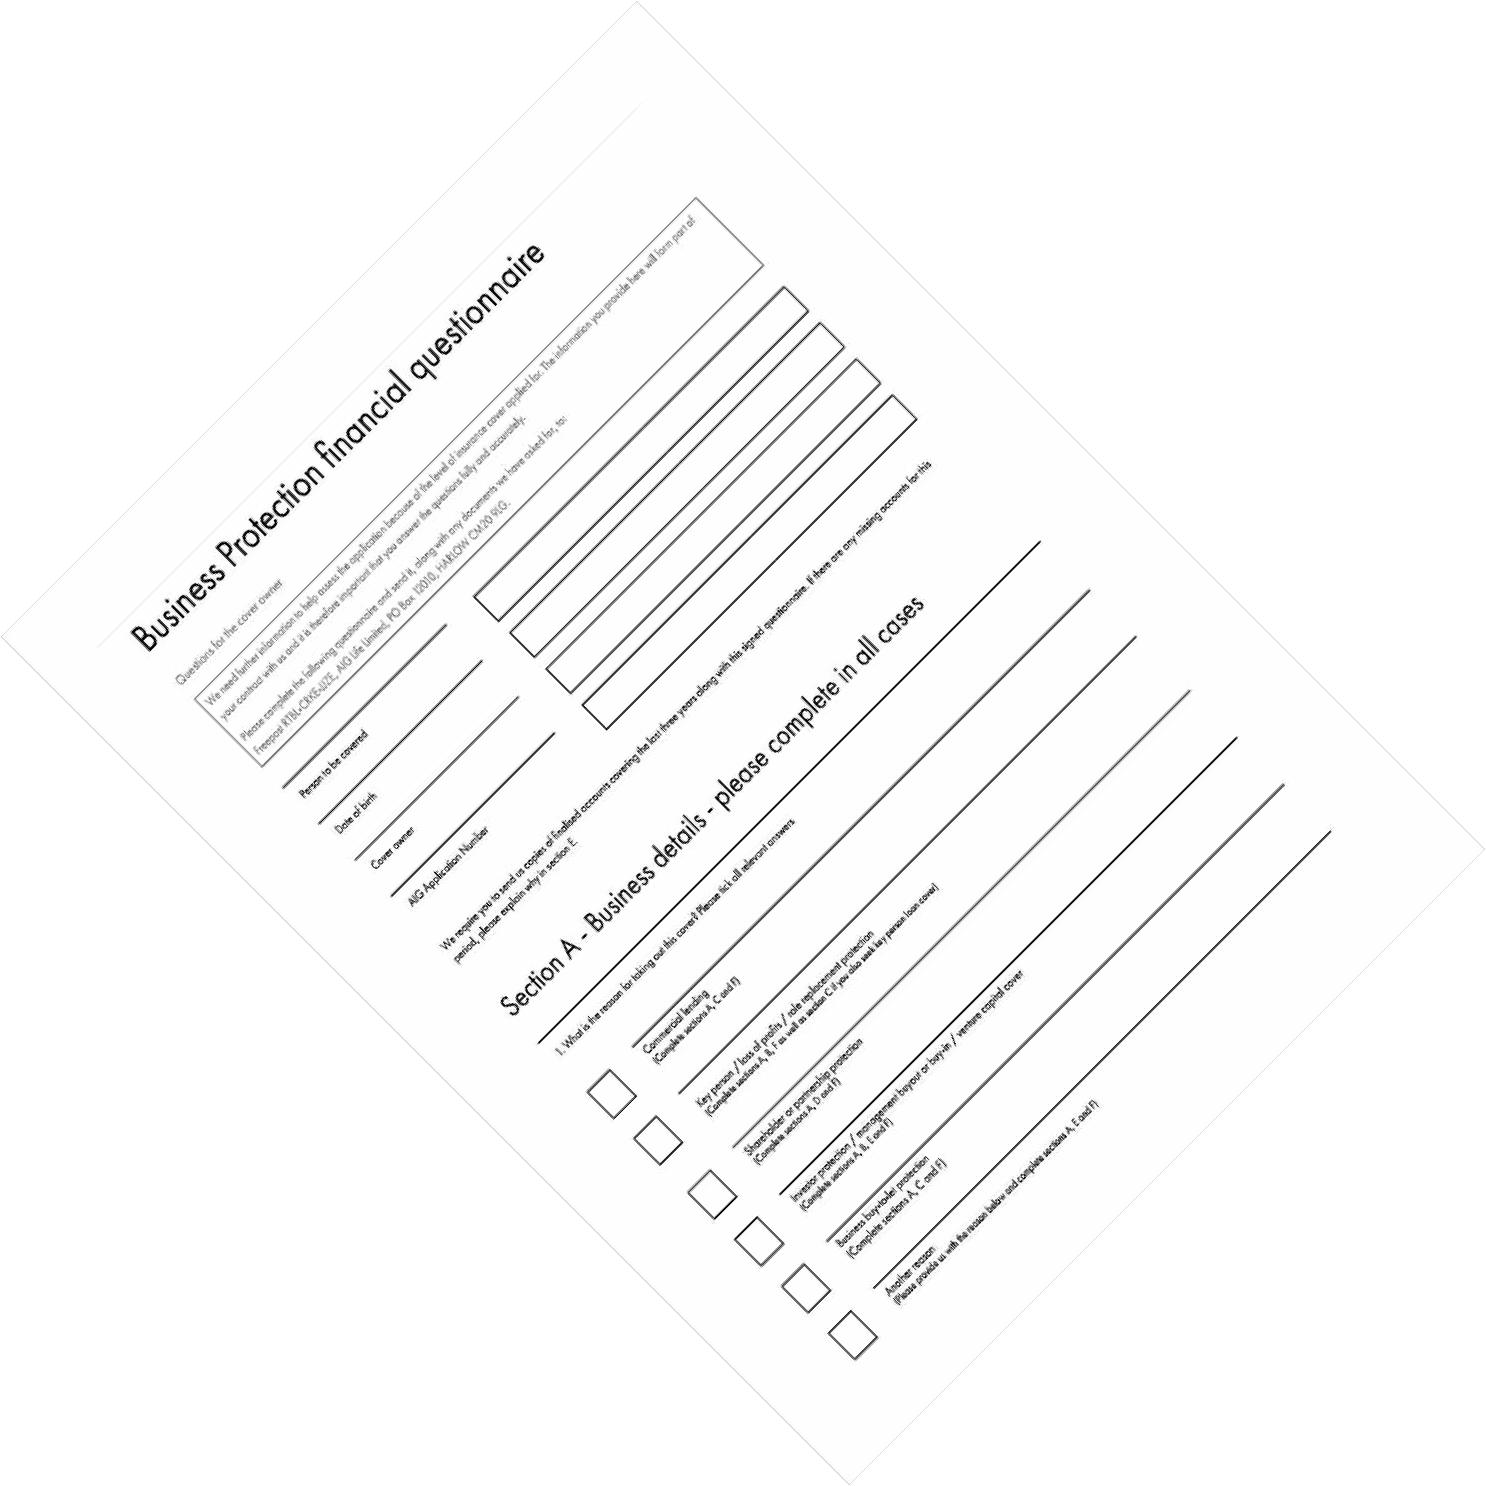 Business Protection financial questionnaire
Questions for the cover owner
We need further information to help assess the application because of the level of insurance cover applied for. The information you provide here will form part of
your contract with us and it is therefore important that you answer the questions fully and accurately.
Please complete the following questionnaire and send it, along with any documents we have asked for, to:
Freepost RTBL-CRKE-UZE, AIG Life Limited, PO Box 12010, HARLOW CM20 9LG.
Person to be covered
Date of birth
Cover owner
AIG Application Number
We require you to send us copies of finalised accounts covering the last three years along with this signed questionnaire. If there are any missing accounts for this
period, please explain why in section E.
Section A - Business details - please complete in all cases
1. What is the reason for taking out this cover? Please tick all relevant answers
Commercial lending
(Complete sections A, C and F)
Key person / loss of profits / role replacement protection
(Complete sections A, B, F as well as section C if you also seek key person loan cover)
Shareholder or partnership protection
(Complete sections A, D and F)
Investor protection / management buy-out or buy-in / venture capital cover
(Complete sections A, B, E and F)
Business buy-to-let protection
(Complete sections A, C and F)
Another reason
(Please provide us with the reason below and complete sections A, E and F)